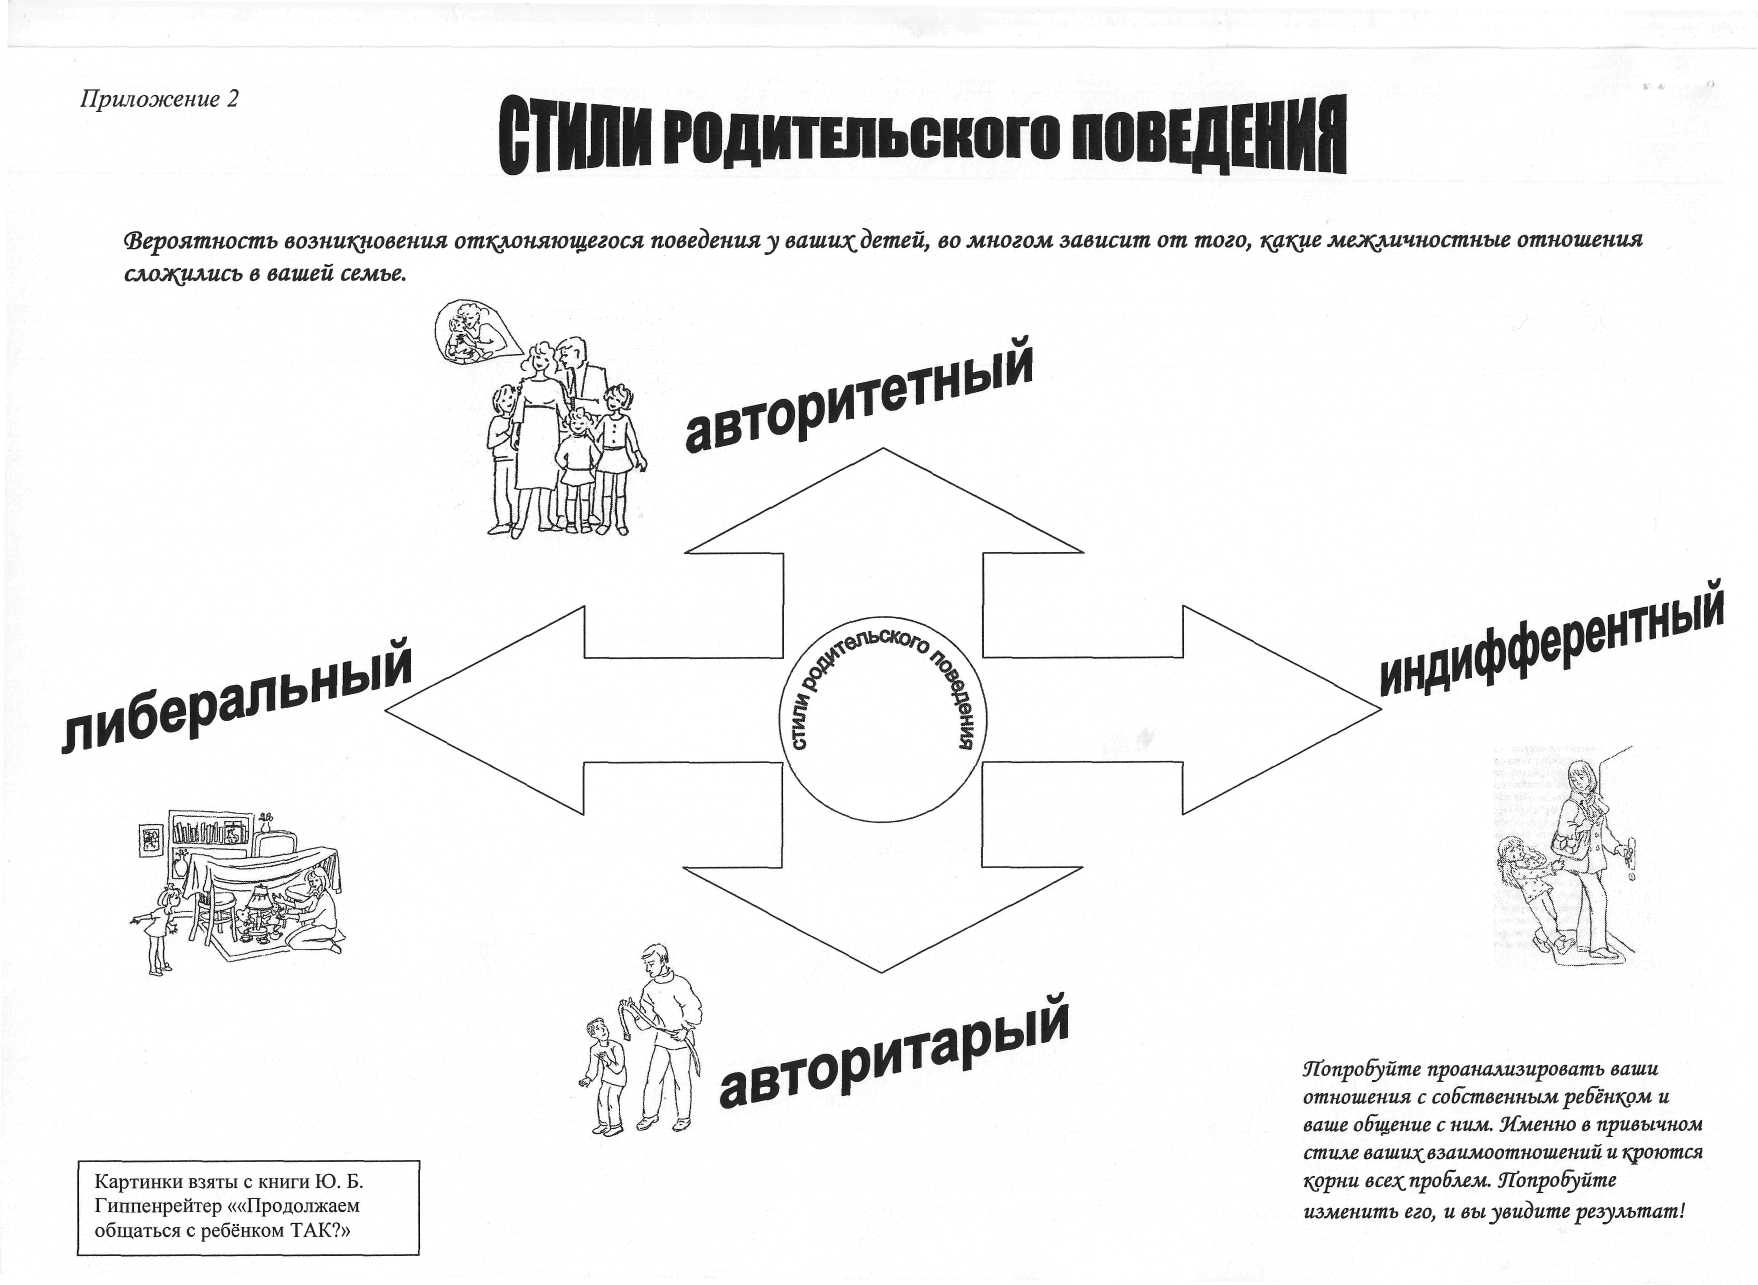 Приложение 2
СТИЛИ РОДИТЕЛЬСКОГО ПОВЕДЕНИЯ
Вероятность возникновения отклоняющегося поведения у ваших детей, во многом зависит от того, какие межличностные отношения
сложились в вашей семье.
авторитетный
либеральный
стили родительского поведения
индифферентный
авторитарый
Попробуйте проанализировать ваши
отношения с собственным ребёнком и
ваше общение с ним. Именно в привычном
стиле ваших взаимоотношений и кроются
корни всех проблем. Попробуйте
изменить его, и вы увидите результат!
Картинки взяты с книги Ю. Б.
Гиппенрейтер ««Продолжаем
общаться с ребёнком ТАК?»